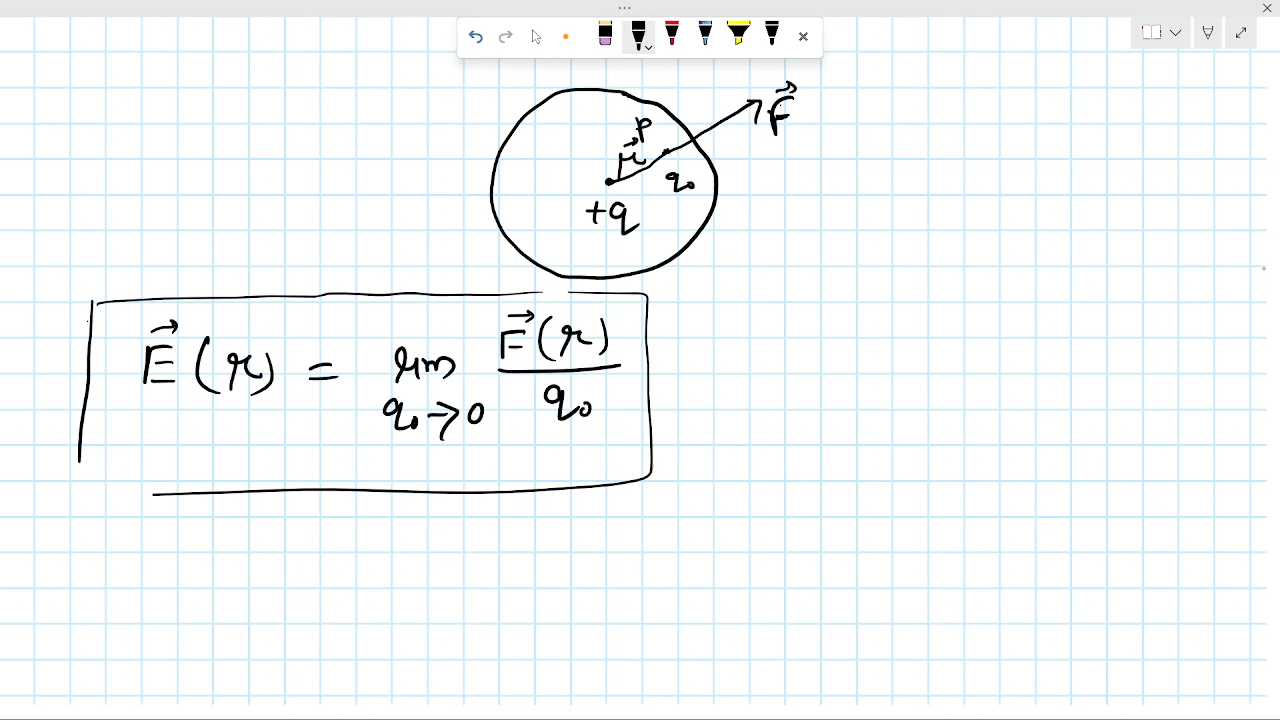 F⃗
P
r⃗
q₀
+q
E⃗(r) = lim F⃗(r)
q₀→0 q₀